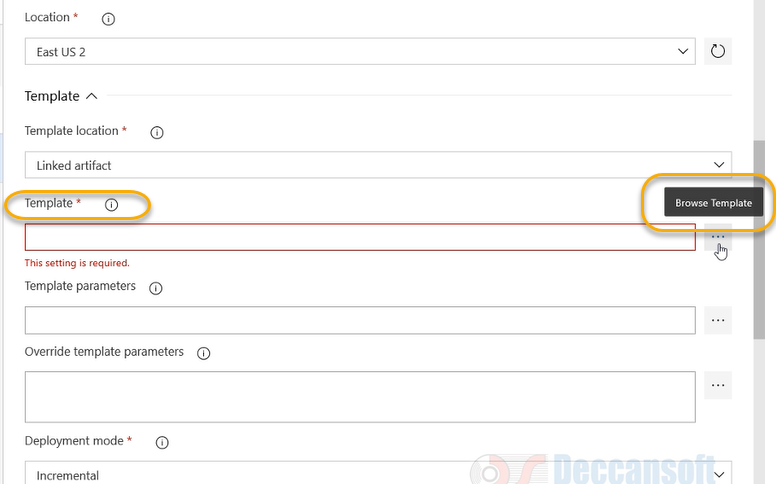 Location *
East US 2
Template
Template location *
Linked artifact
Template *
Browse Template
...
This setting is required.
Template parameters
...
Override template parameters
...
Deployment mode *
Incremental
Deccansoft